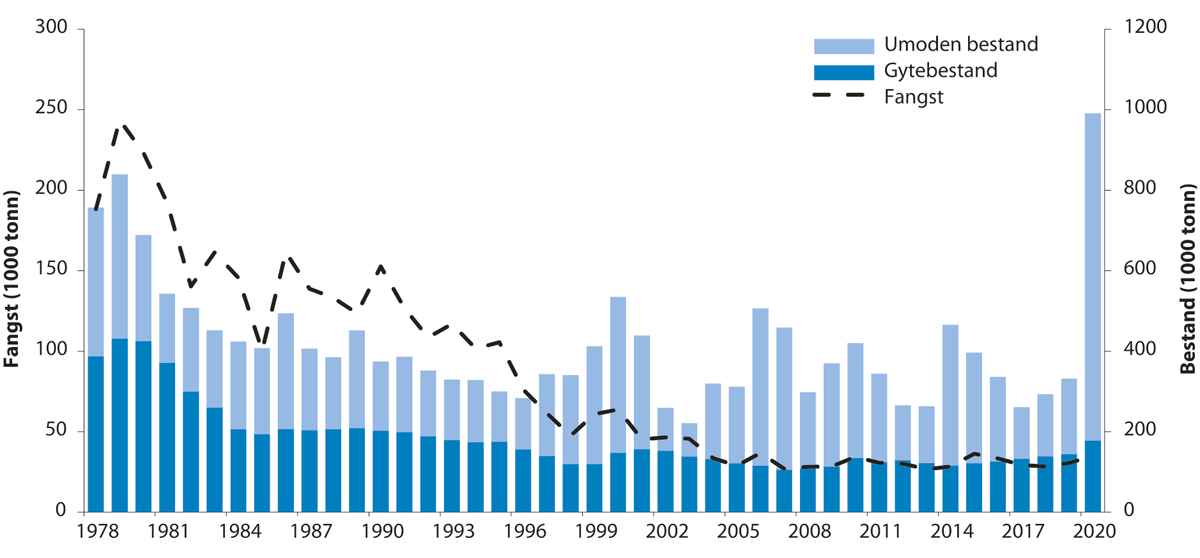 300
250
200
150
100
50
0
Fangst (1000 tonn)
Umoden bestand
Gytebestand
Fangst
1200
1000
800
600
400
200
0
Bestand (1000 tonn)
1978 1981 1984 1987 1990 1993 1996 1999 2002 2005 2008 2011 2014 2017 2020